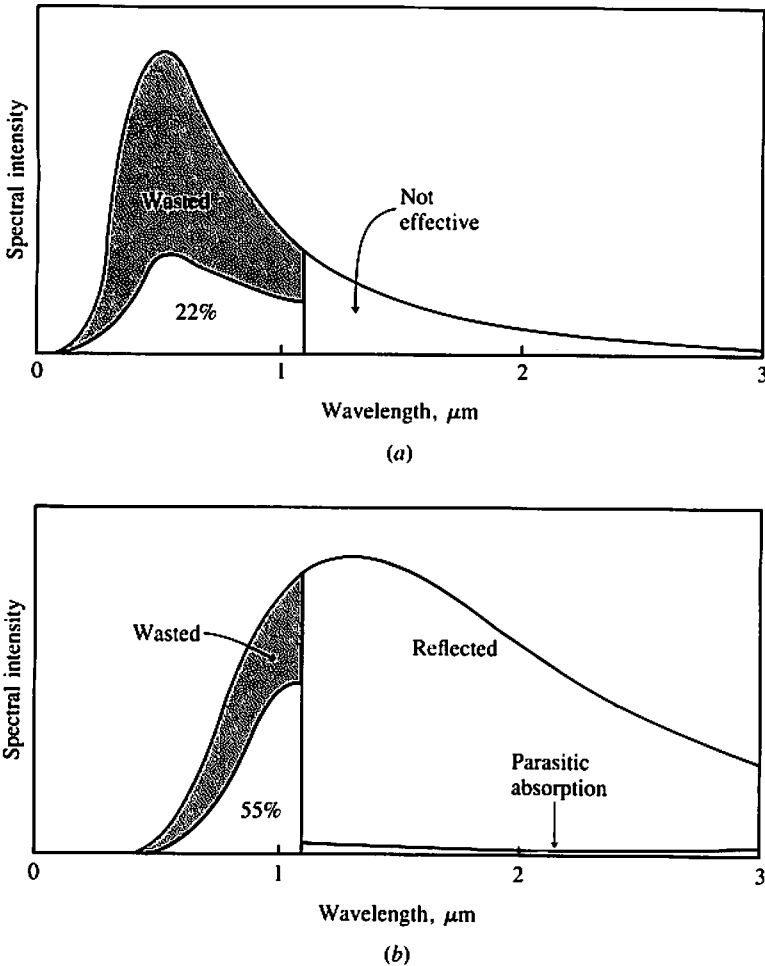 Spectral intensity
Wasted
Not
effective
22%
0
1
2
3
Wavelength, μm
(a)
Spectral intensity
Wasted
Reflected
Parasitic
absorption
55%
0
1
2
3
Wavelength, μm
(b)